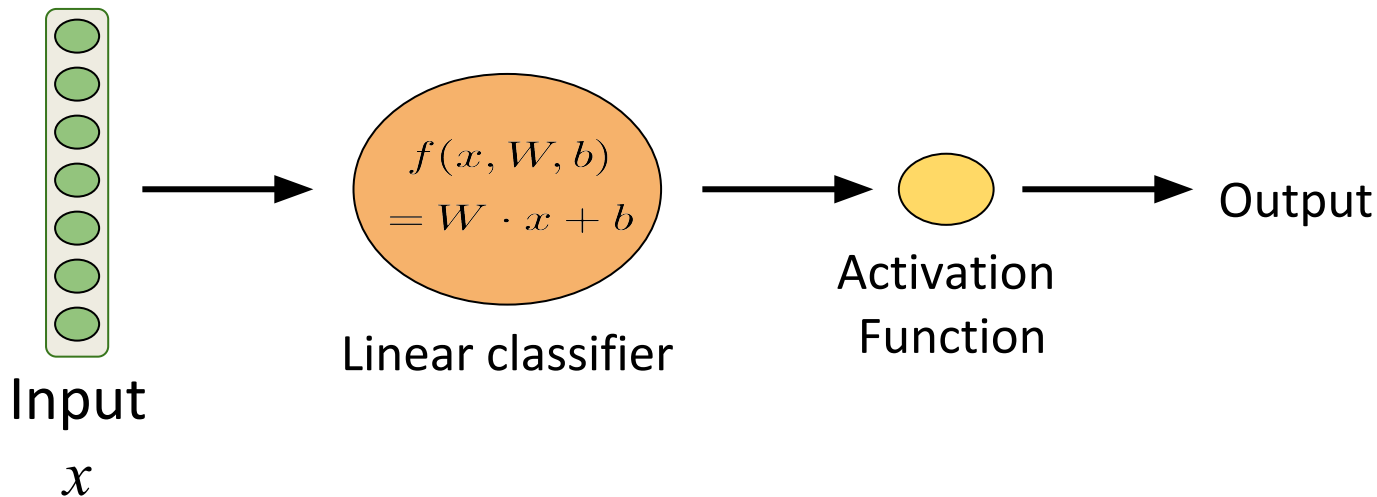 Input
x
f(x, W, b)
= W · x + b
Linear classifier
Activation
Function
Output